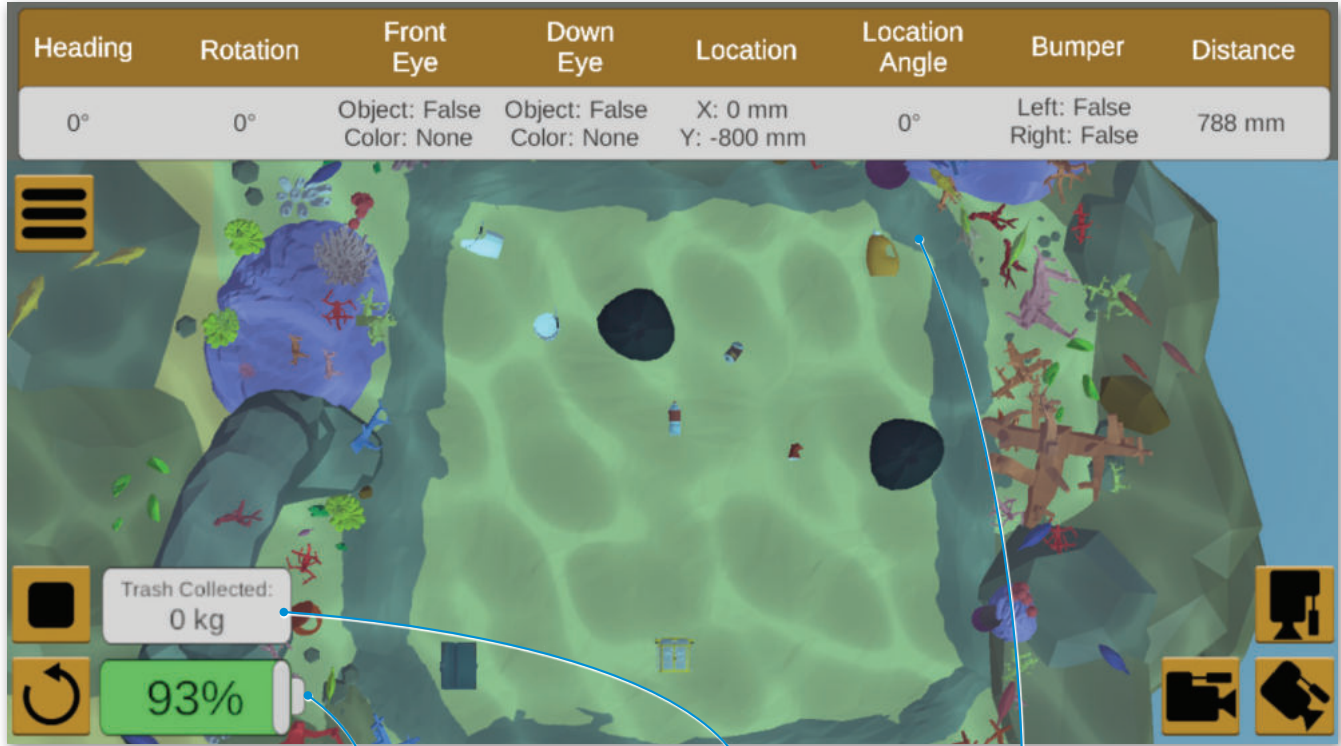 Heading
Rotation
Front
Eye
Down
Eye
Location
Location
Angle
Bumper
Distance
0°
0°
Object: False
Color: None
Object: False
Color: None
X: 0 mm
Y: -800 mm
0°
Left: False
Right: False
788 mm
Trash Collected:
0 kg
93%